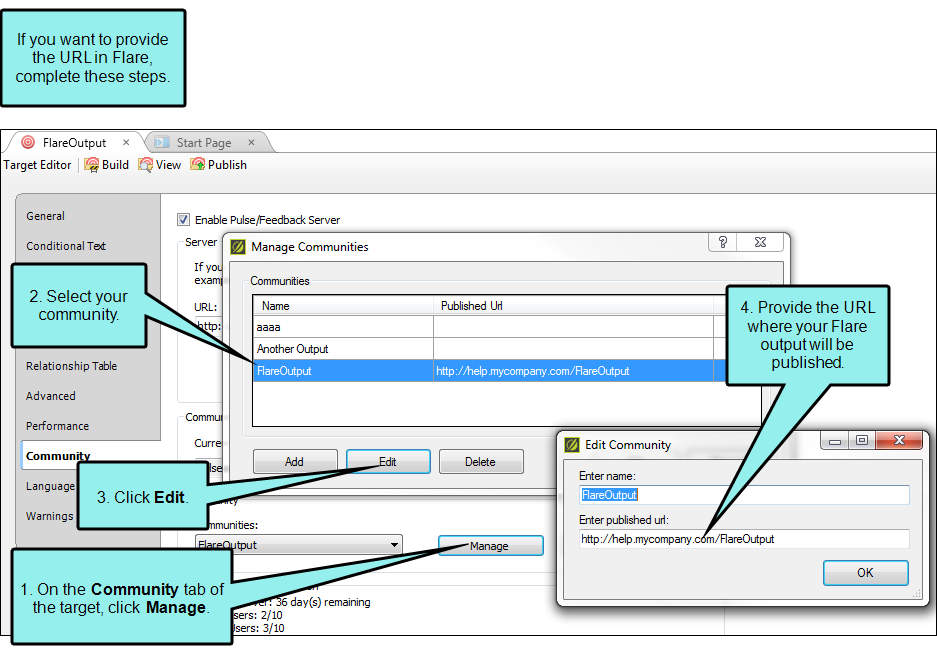 If you want to provide
the URL in Flare,
complete these steps.
FlareOutput
Start Page
Target Editor
Build
View
Publish
General
Conditional Text
Relationship Table
Advanced
Performance
Community
Language
Warnings
Enable Pulse/Feedback Server
Server
If you
examp
URL:
http:
Commu
Curre
Manage Communities
Communities
Name Published Url
aaaa
Another Output
FlareOutput http://help.mycompany.com/FlareOutput
Add Edit Delete
ommunities:
FlareOutput
Manage
36 day(s) remaining
sers: 2/10
sers: 3/10
Edit Community
Enter name:
FlareOutput
Enter published url:
http://help.mycompany.com/FlareOutput
OK
2. Select your
community.
3. Click Edit.
1. On the Community tab of
the target, click Manage.
4. Provide the URL
where your Flare
output will be
published.